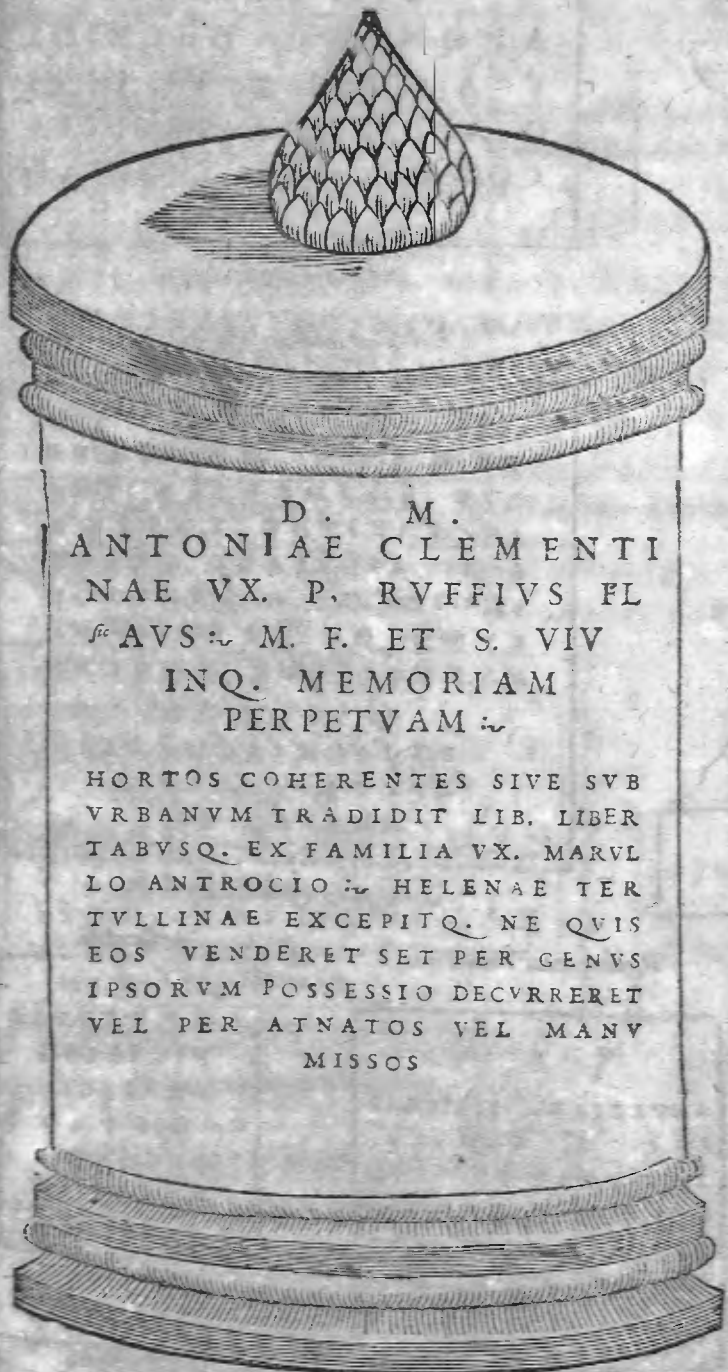 D. M.
ANTONIAE CLEMENTI
NAE VX. P. RVFFIVS FL
sic AVS :~ M. F. ET S. VIV
INQ. MEMORIAM
PERPETVAM :~
HORTOS COHERENTES SIVE SVB
VRBANVM TRADIDIT LIB. LIBER
TABVSQ. EX FAMILIA VX. MARVL
LO ANTROCIO :~ HELENAE TER
TVLLINAE EXCEPITQ. NE QVIS
EOS VENDERET SET PER GENVS
IPSORVM POSSESSIO DECVRRERET
VEL PER ATNATOS VEL MANV
MISSOS